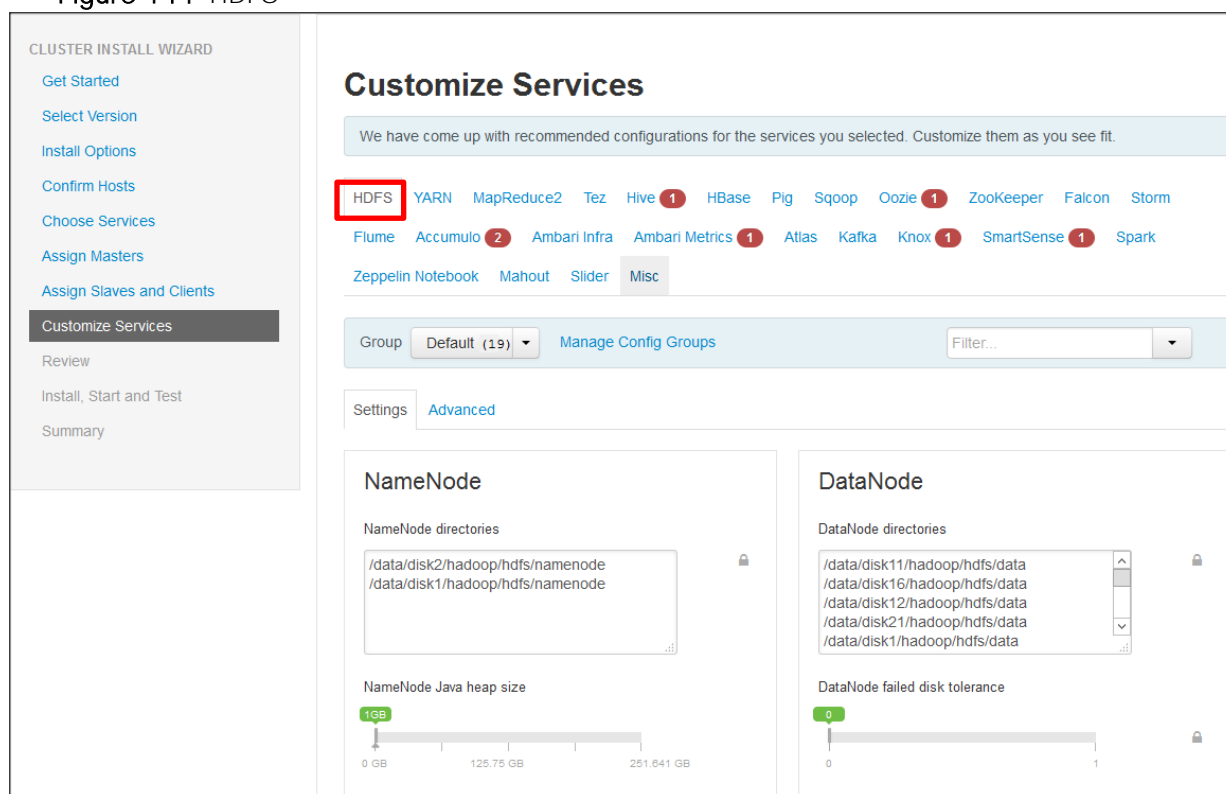 Figure 144 HDFS
CLUSTER INSTALL WIZARD
Get Started
Select Version
Install Options
Confirm Hosts
Choose Services
Assign Masters
Assign Slaves and Clients
Customize Services
Review
Install, Start and Test
Summary
Customize Services
We have come up with recommended configurations for the services you selected. Customize them as you see fit.
HDFS YARN MapReduce2 Tez Hive 1 HBase Pig Sqoop Oozie 1 ZooKeeper Falcon Storm
Flume Accumulo 2 Ambari Infra Ambari Metrics 1 Atlas Kafka Knox 1 SmartSense 1 Spark
Zeppelin Notebook Mahout Slider Misc
Group Default (19) Manage Config Groups Filter...
Settings Advanced
NameNode
NameNode directories
/data/disk2/hadoop/hdfs/namenode
/data/disk1/hadoop/hdfs/namenode
NameNode Java heap size
1GB
0 GB 125.75 GB 251.641 GB
DataNode
DataNode directories
/data/disk11/hadoop/hdfs/data
/data/disk16/hadoop/hdfs/data
/data/disk12/hadoop/hdfs/data
/data/disk21/hadoop/hdfs/data
/data/disk1/hadoop/hdfs/data
DataNode failed disk tolerance
0
0 1